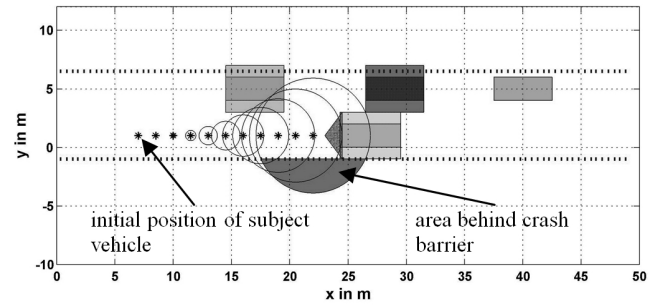 10
5
0
-5
-10
y in m
initial position of subject
vehicle
area behind crash
barrier
0 5 10 15 20 25 30 35 40 45 50
x in m